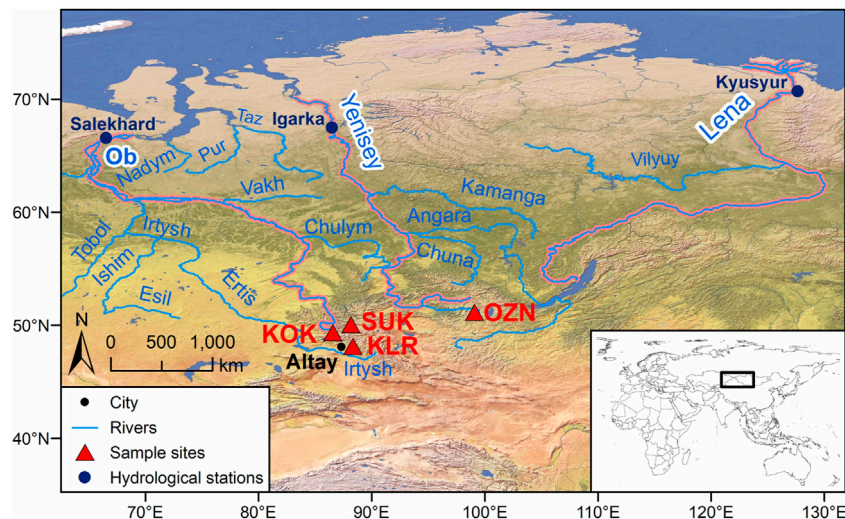 70°N
60°N
50°N
40°N
Salekhard
Ob
Nadym
Pur
Taz
Igarka
Yenisey
Kyusyur
Lena
Vilyuy
Vakh
Kamanga
Angara
Chulym
Chuna
Tobol
Irtysh
Ishim
Esil
Ertis
KOK
SUK
OZN
KLR
Altay
Irtysh
N
0 500 1,000
km
City
Rivers
Sample sites
Hydrological stations
70°E 80°E 90°E 100°E 110°E 120°E 130°E